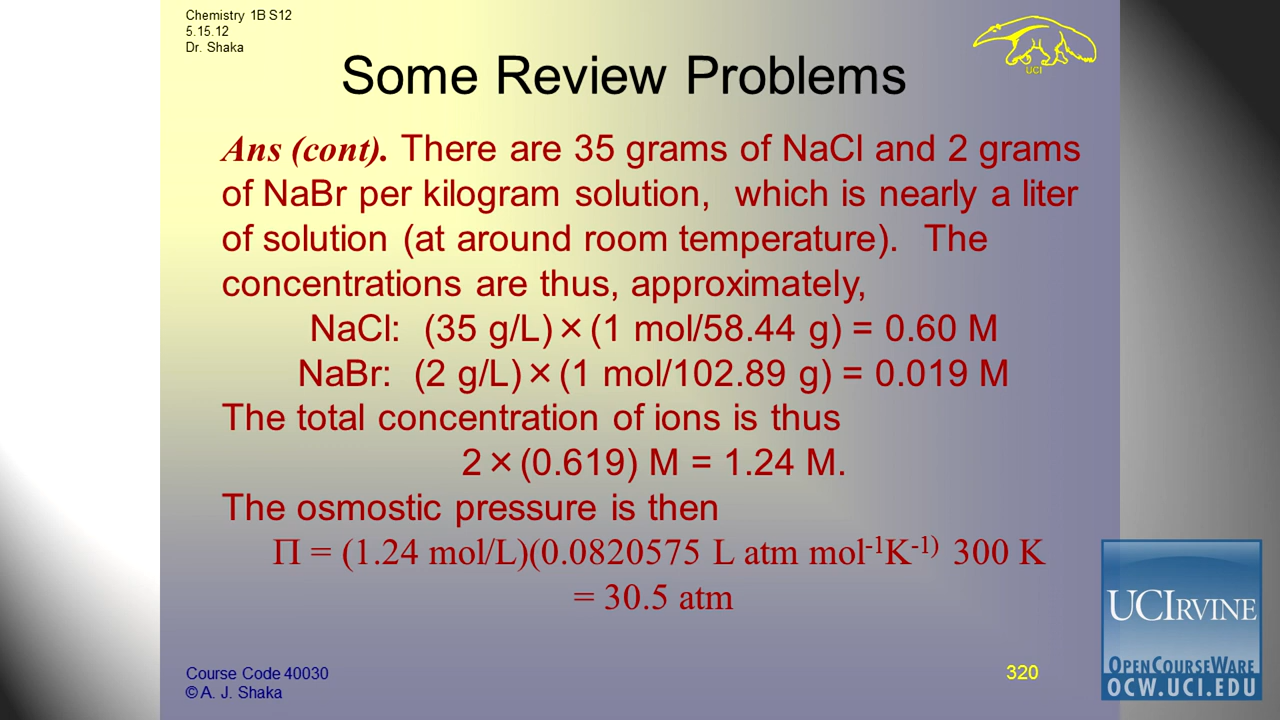 Chemistry 1B S12
5.15.12
Dr. Shaka
UCI
Some Review Problems
Ans (cont). There are 35 grams of NaCl and 2 grams
of NaBr per kilogram solution, which is nearly a liter
of solution (at around room temperature). The
concentrations are thus, approximately,
NaCl: (35 g/L) × (1 mol/58.44 g) = 0.60 M
NaBr: (2 g/L) × (1 mol/102.89 g) = 0.019 M
The total concentration of ions is thus
2 × (0.619) M = 1.24 M.
The osmostic pressure is then
Π = (1.24 mol/L)(0.0820575 L atm mol⁻¹K⁻¹⁾ 300 K
= 30.5 atm
Course Code 40030
© A. J. Shaka
320
UCIRVINE
OPENCOURSEWARE
OCW.UCI.EDU